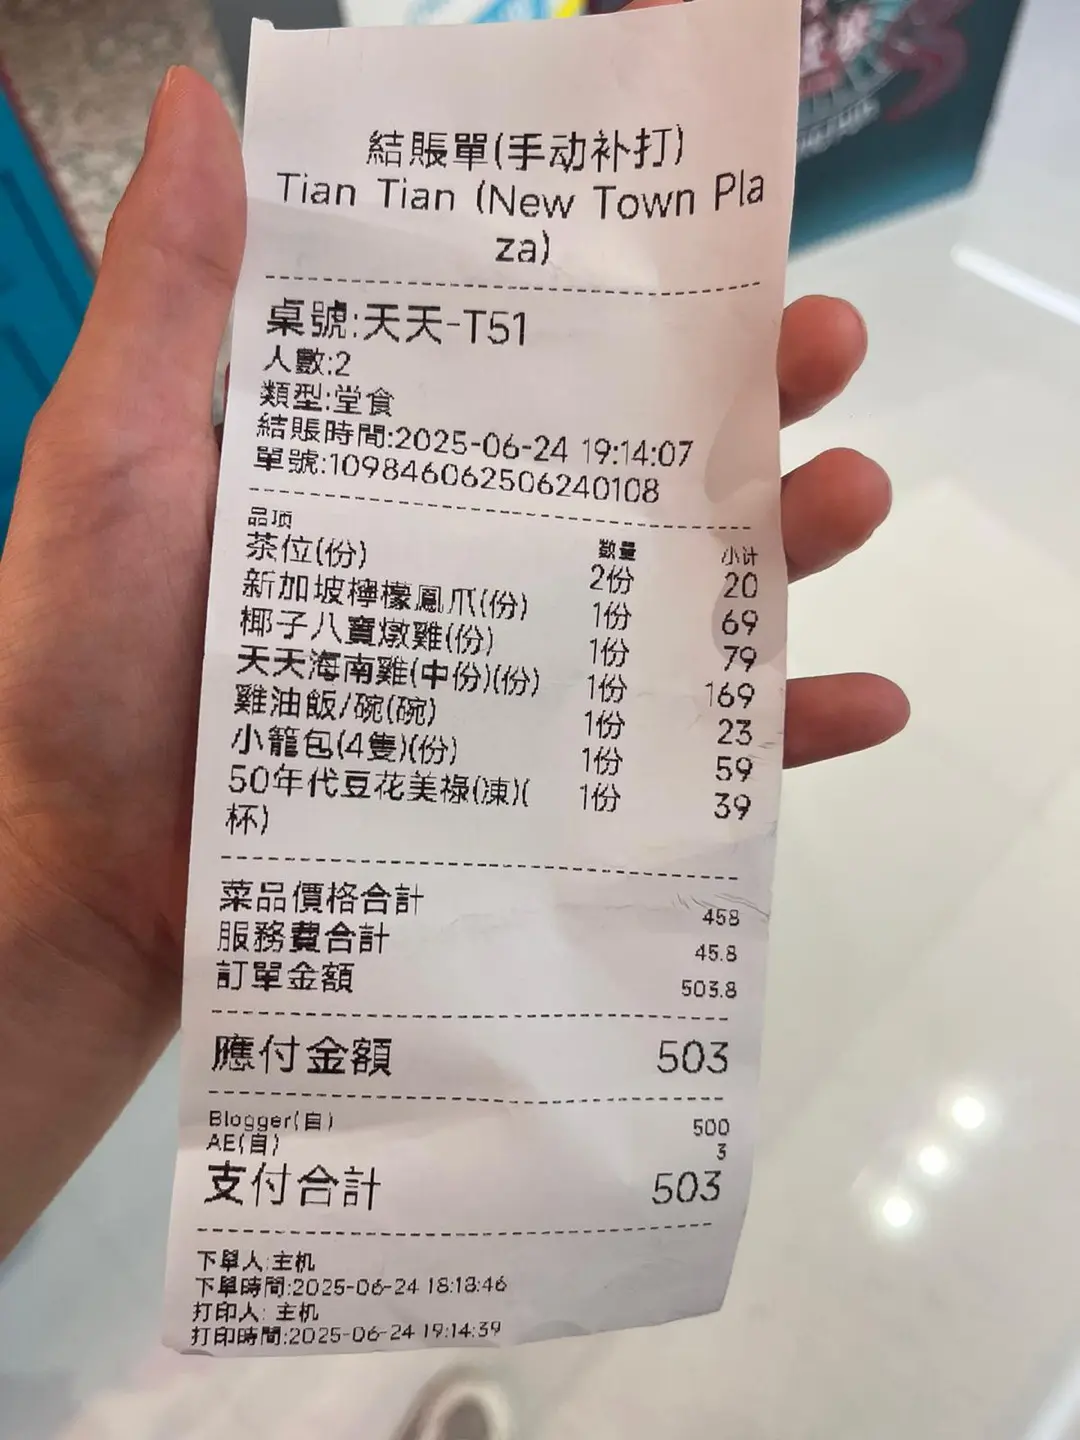 結賬單(手动补打)
Tian Tian (New Town Pla
za)
桌號:天天-T51
人數:2
類型:堂食
結賬時間:2025-06-24 19:14:07
單號:109846062506240108
品項 數量 小计
茶位(份) 2份 20
新加坡檸檬鳳爪(份) 1份 69
椰子八寶燉雞(份) 1份 79
天天海南雞(中份)(份) 1份 169
雞油飯/碗(碗) 1份 23
小籠包(4隻)(份) 1份 59
50年代豆花美祿(凍)( 1份 39
杯)
菜品價格合計 458
服務費合計 45.8
訂單金額 503.8
應付金額 503
Blogger(自) 500
AE(自) 3
支付合計 503
下單人:主机
下單時間:2025-06-24 18:18:46
打印人: 主机
打印時間:2025-06-24 19:14:39